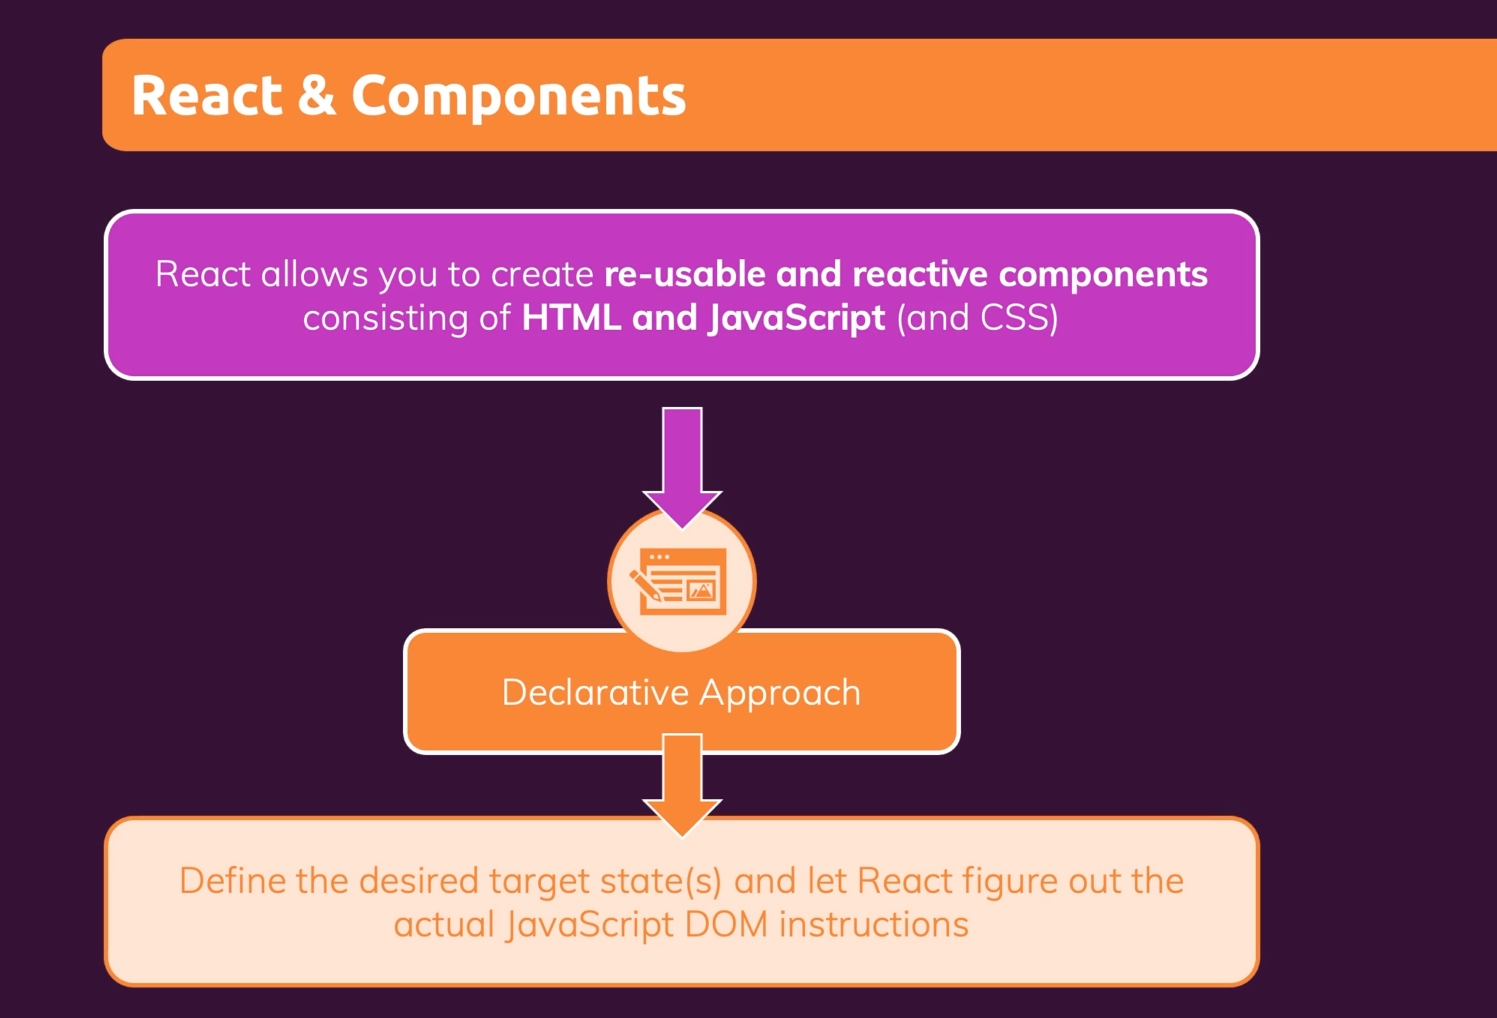 React & Components
React allows you to create re-usable and reactive components
consisting of HTML and JavaScript (and CSS)
Declarative Approach
Define the desired target state(s) and let React figure out the
actual JavaScript DOM instructions